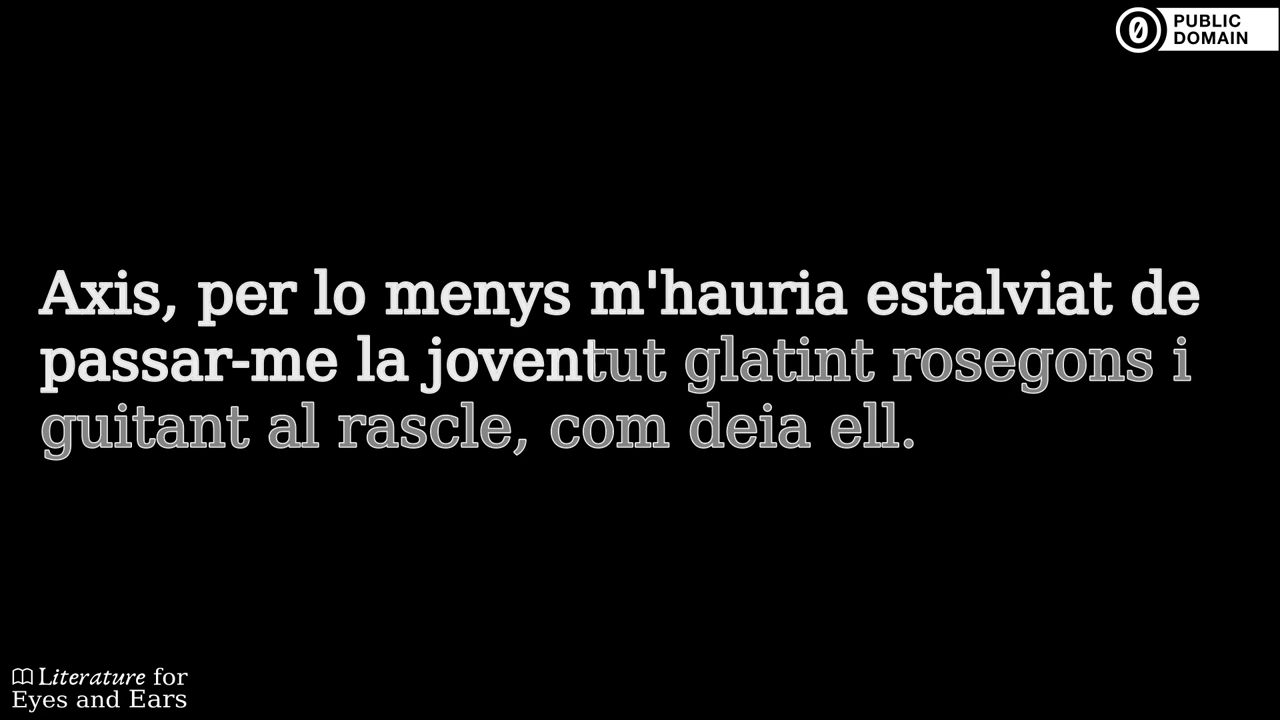 PUBLIC
DOMAIN
Axis, per lo menys m'hauria estalviat de
passar-me la joventut glatint rosegons i
guitant al rascle, com deia ell.
Literature for
Eyes and Ears